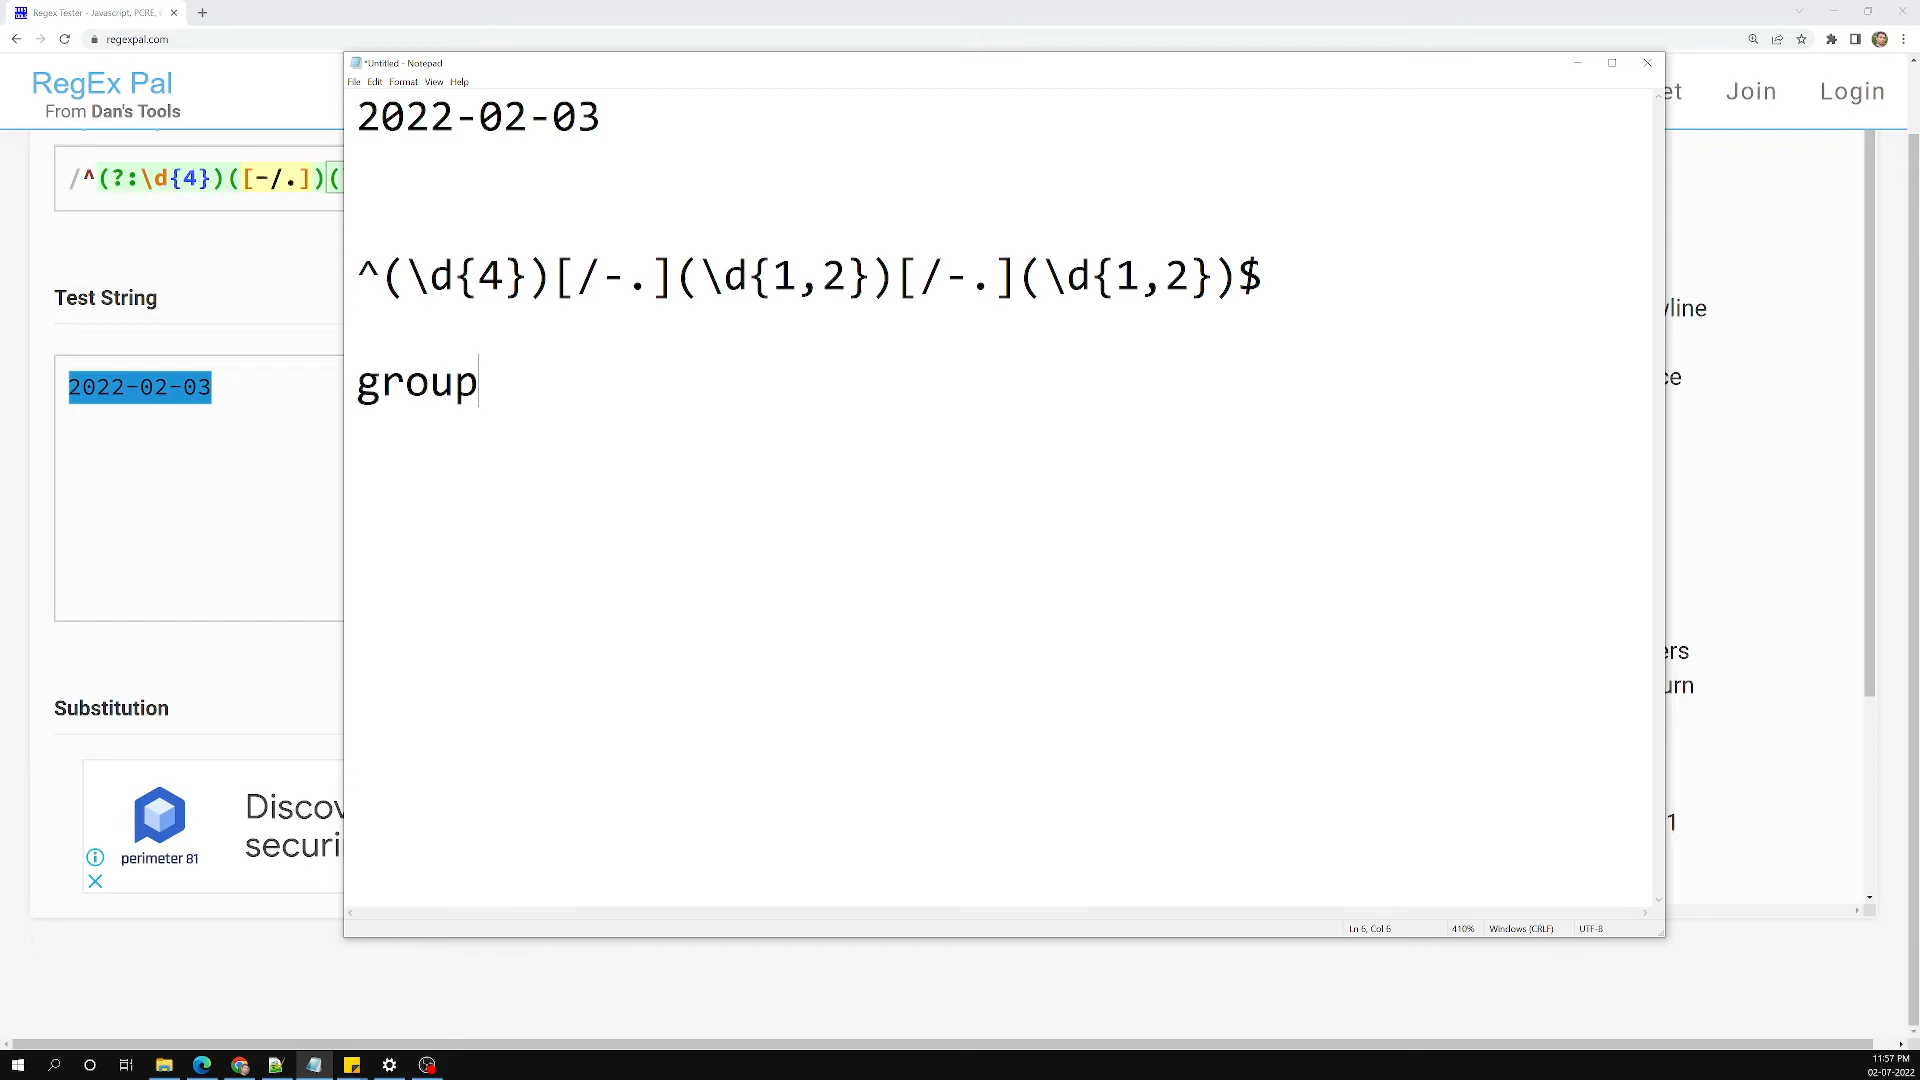 Regex Tester - Javascript, PCRE,
regexpal.com
RegEx Pal
From Dan's Tools
Join
Login
*Untitled - Notepad
File Edit Format View Help
2022-02-03
^(\d{4})[/-.](\d{1,2})[/-.](\d{1,2})$
group
/^(?:\d{4})([-/.])(
Test String
2022-02-03
Substitution
perimeter 81
Ln 6, Col 6
410%
Windows (CRLF)
UTF-8
11:57 PM
02-07-2022